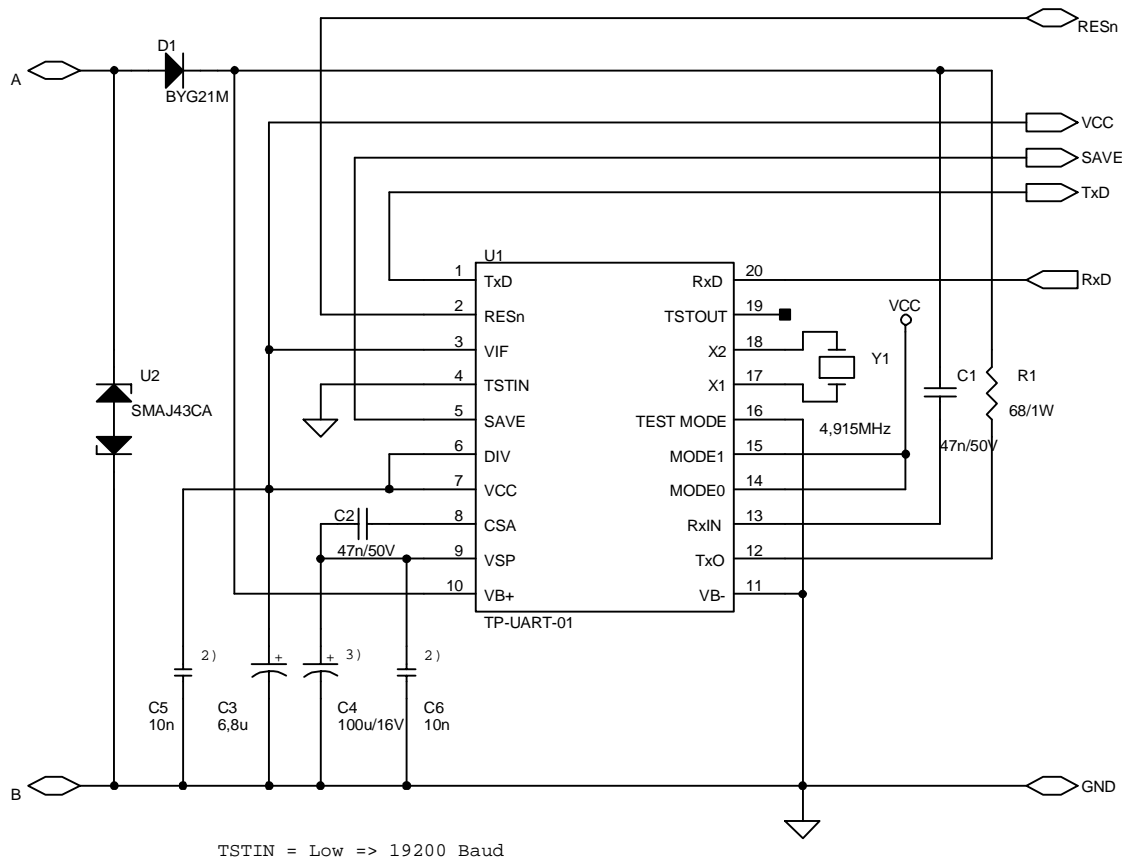 RESn
D1
A
BYG21M
VCC
SAVE
TxD
U1
1 TxD RxD 20
RxD
2 RESn TSTOUT 19
VCC
3 VIF X2 18
Y1
4 TSTIN X1 17
U2
C1 R1
SMAJ43CA
5 SAVE TEST MODE 16
4,915MHz
68/1W
47n/50V
6 DIV MODE1 15
7 VCC MODE0 14
C2
8 CSA RxIN 13
47n/50V
9 VSP TxO 12
10 VB+ VB- 11
TP-UART-01
2) + + 3) 2)
C5 C3 C4 C6
10n 6,8u 100u/16V 10n
B
GND
TSTIN = Low => 19200 Baud